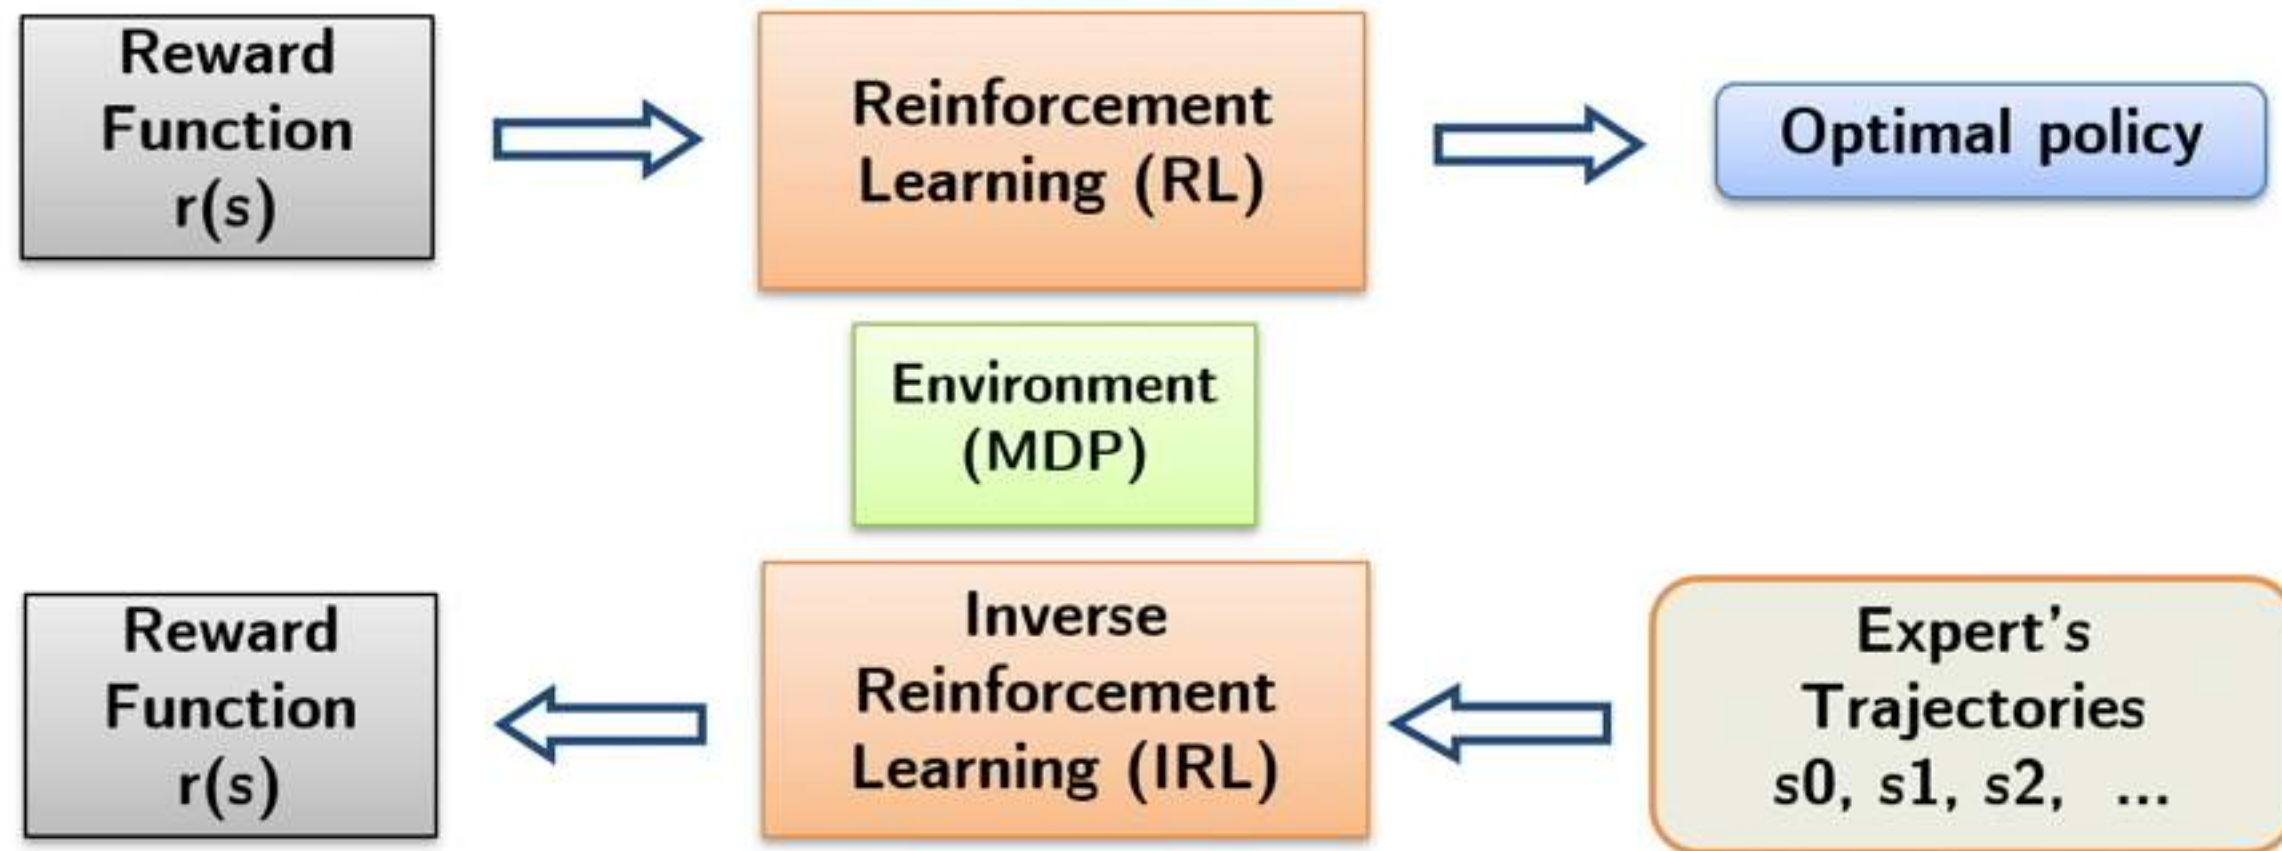 Reward
Function
r(s)
Reinforcement
Learning (RL)
Optimal policy
Environment
(MDP)
Reward
Function
r(s)
Inverse
Reinforcement
Learning (IRL)
Expert's
Trajectories
s0, s1, s2, ...